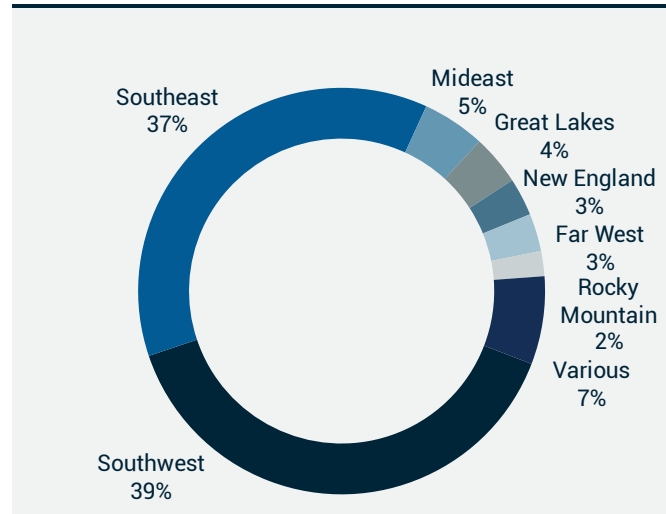 Mideast
5%
Southeast
37%
Great Lakes
4%
New England
3%
Far West
3%
Rocky
Mountain
2%
Various
7%
Southwest
39%